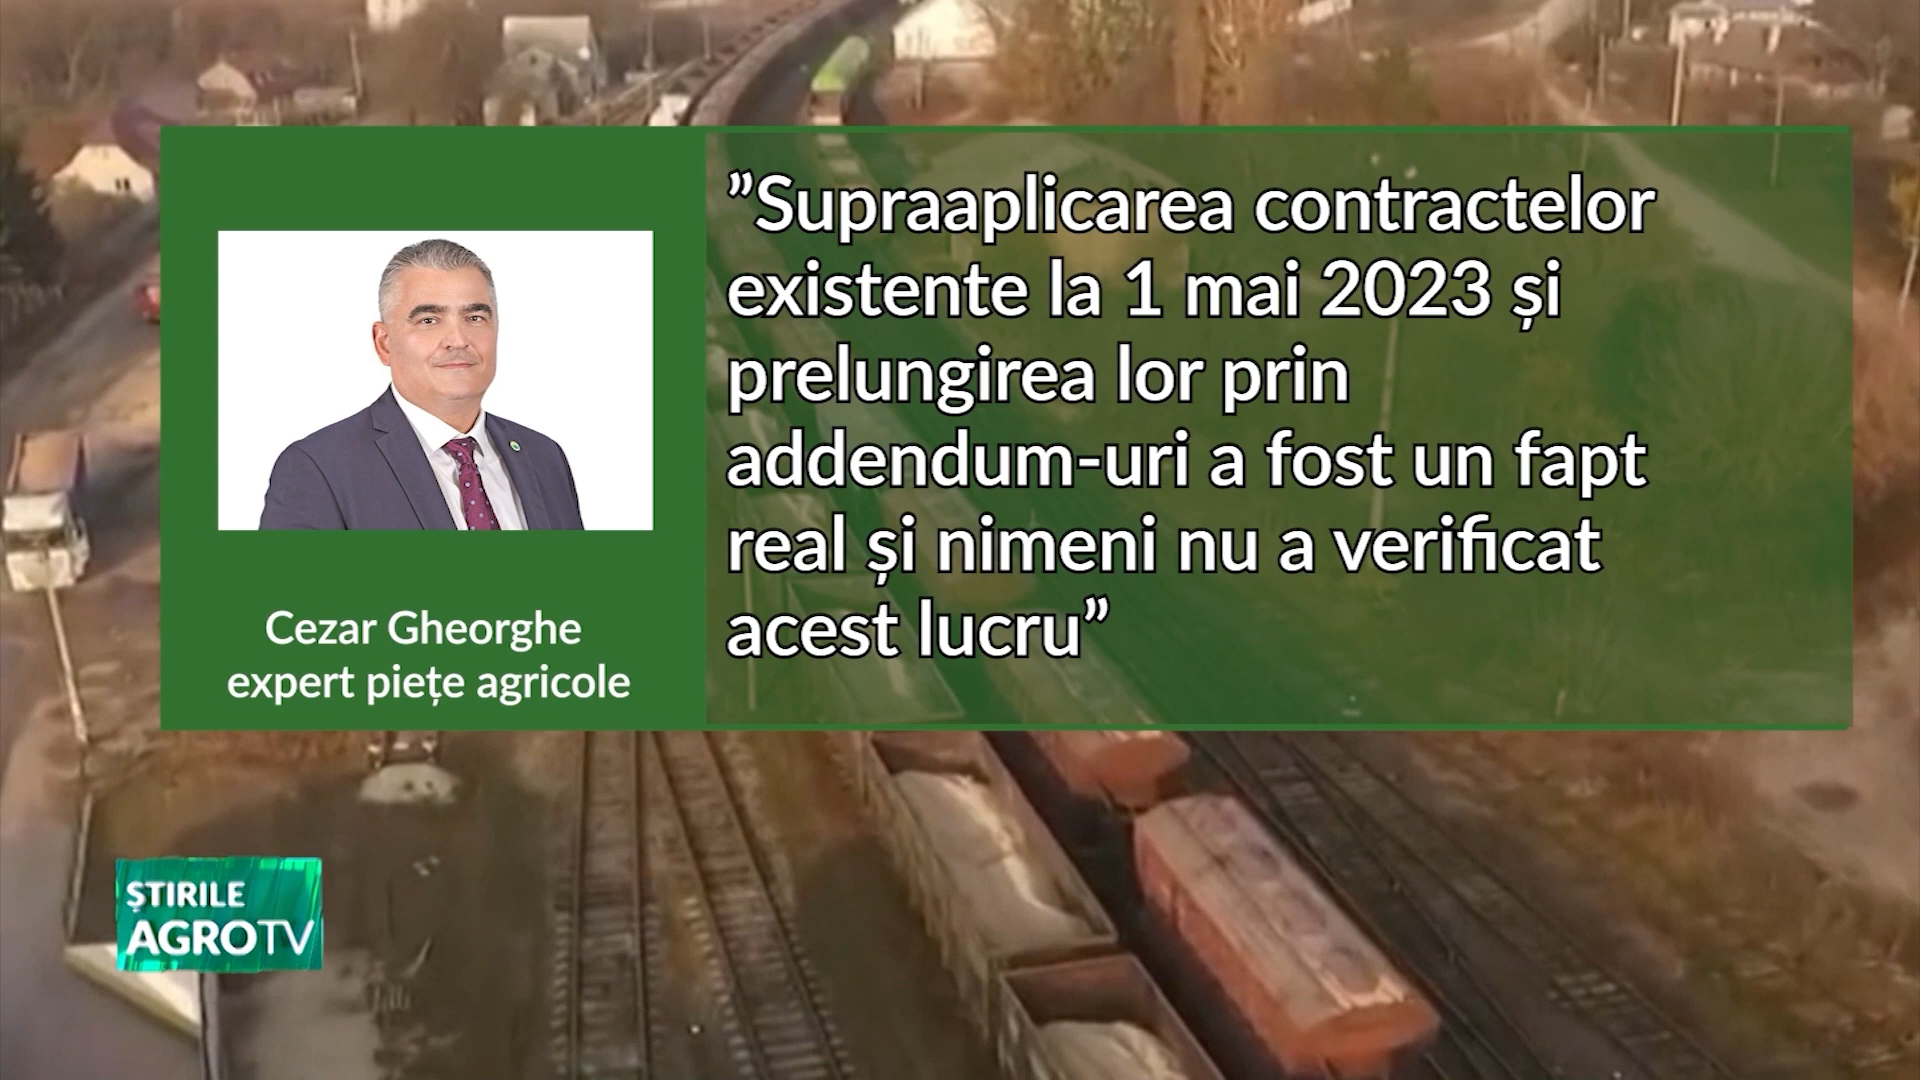 ”Supraaplicarea contractelor
existente la 1 mai 2023 și
prelungirea lor prin
addendum-uri a fost un fapt
real și nimeni nu a verificat
acest lucru”
Cezar Gheorghe
expert piețe agricole
ȘTIRILE
AGROTV